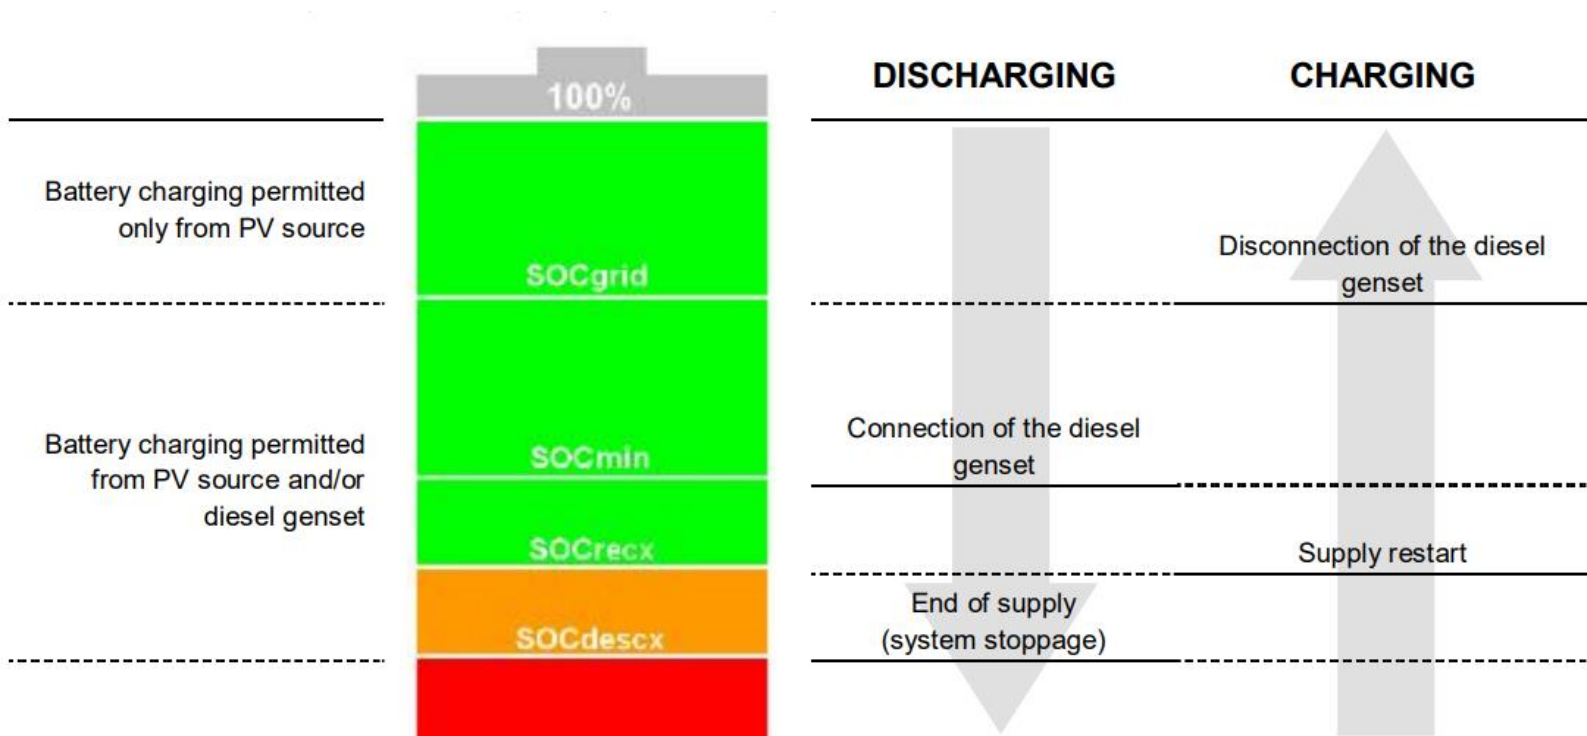 100%
DISCHARGING
CHARGING
Battery charging permitted
only from PV source
SOCgrid
Disconnection of the diesel
genset
Battery charging permitted
from PV source and/or
diesel genset
SOCmin
Connection of the diesel
genset
SOCrecx
Supply restart
SOCdescx
End of supply
(system stoppage)